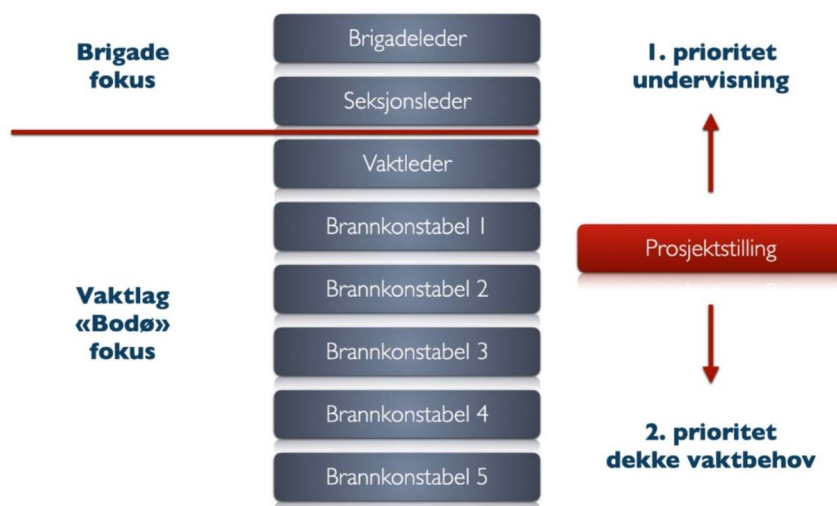 Brigade
fokus
Brigadeleder
Seksjonsleder
1. prioritet
undervisning
Vaktlag
«Bodø»
fokus
Vaktleder
Brannkonstabel 1
Brannkonstabel 2
Brannkonstabel 3
Brannkonstabel 4
Brannkonstabel 5
Prosjektstilling
2. prioritet
dekke vaktbehov